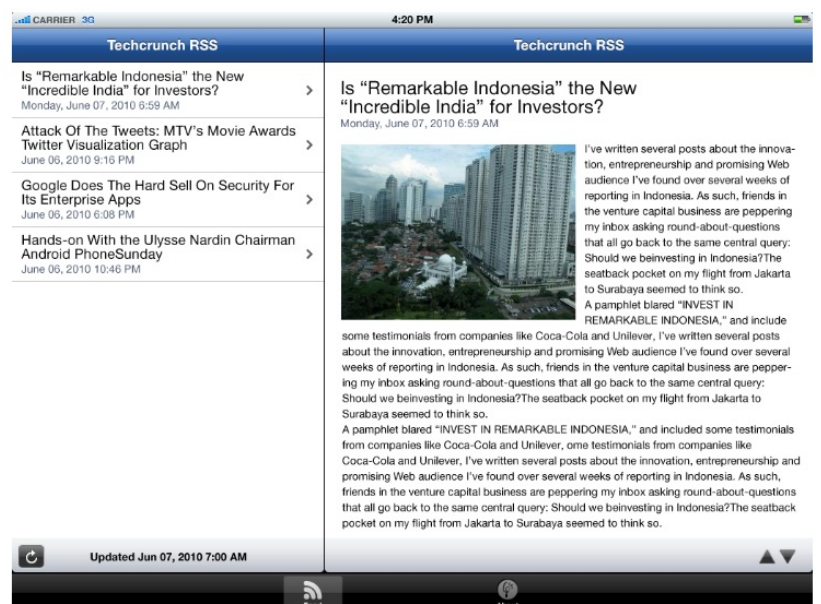 CARRIER 3G
4:20 PM
Techcrunch RSS
Techcrunch RSS
Is “Remarkable Indonesia” the New
“Incredible India” for Investors?
Monday, June 07, 2010 6:59 AM
Attack Of The Tweets: MTV's Movie Awards
Twitter Visualization Graph
June 06, 2010 9:16 PM
Google Does The Hard Sell On Security For
Its Enterprise Apps
June 06, 2010 6:08 PM
Hands-on With the Ulysse Nardin Chairman
Android PhoneSunday
June 06, 2010 10:46 PM
Updated Jun 07, 2010 7:00 AM
Is “Remarkable Indonesia” the New
“Incredible India” for Investors?
Monday, June 07, 2010 6:59 AM
I've written several posts about the innova-
tion, entrepreneurship and promising Web
audience I've found over several weeks of
reporting in Indonesia. As such, friends in
the venture capital business are peppering
my inbox asking round-about-questions
that all go back to the same central query:
Should we beinvesting in Indonesia?The
seatback pocket on my flight from Jakarta
to Surabaya seemed to think so.
A pamphlet blared “INVEST IN
REMARKABLE INDONESIA,” and include
some testimonials from companies like Coca-Cola and Unilever, I've written several posts
about the innovation, entrepreneurship and promising Web audience I've found over several
weeks of reporting in Indonesia. As such, friends in the venture capital business are pepper-
ing my inbox asking round-about-questions that all go back to the same central query:
Should we beinvesting in Indonesia?The seatback pocket on my flight from Jakarta to
Surabaya seemed to think so.
A pamphlet blared “INVEST IN REMARKABLE INDONESIA,” and included some testimonials
from companies like Coca-Cola and Unilever, ome testimonials from companies like
Coca-Cola and Unilever, I've written several posts about the innovation, entrepreneurship and
promising Web audience I've found over several weeks of reporting in Indonesia. As such,
friends in the venture capital business are peppering my inbox asking round-about-questions
that all go back to the same central query: Should we beinvesting in Indonesia?The seatback
pocket on my flight from Jakarta to Surabaya seemed to think so.